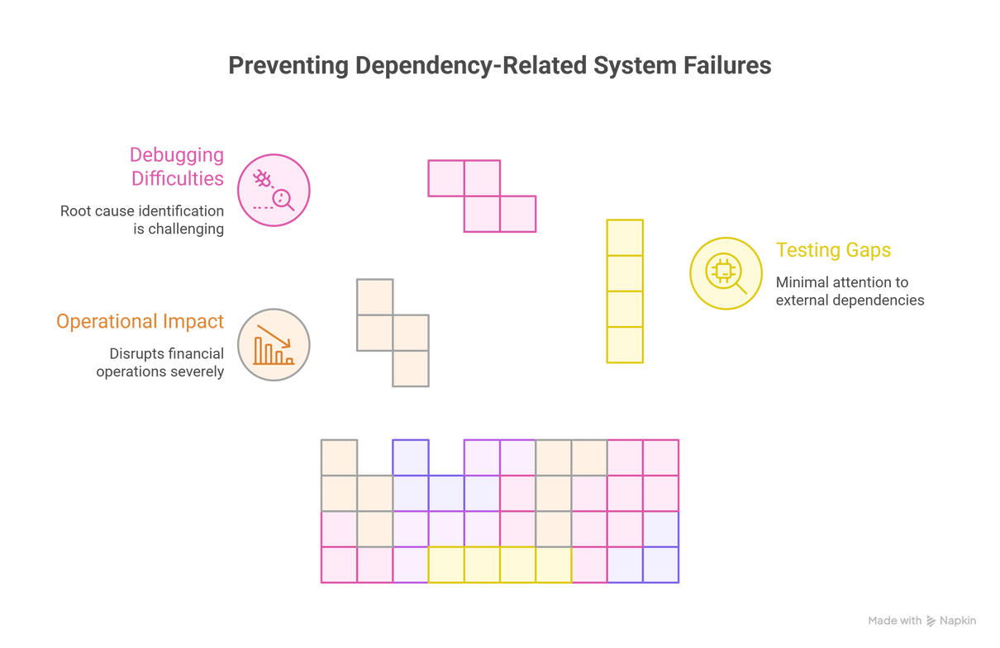 Preventing Dependency-Related System Failures
Debugging
Difficulties
Root cause identification
is challenging
Testing Gaps
Minimal attention to
external dependencies
Operational Impact
Disrupts financial
operations severely
Made with Napkin